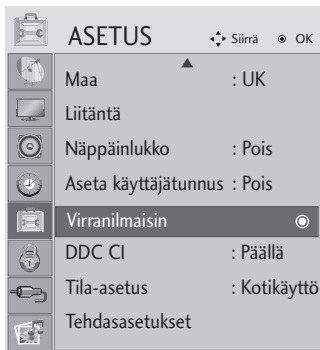 ASETUS Siirrä OK
Maa : UK
Liitäntä
Näppäinlukko : Pois
Aseta käyttäjätunnus : Pois
Virranilmaisin
DDC CI : Päällä
Tila-asetus : Kotikäyttö
Tehdasasetukset